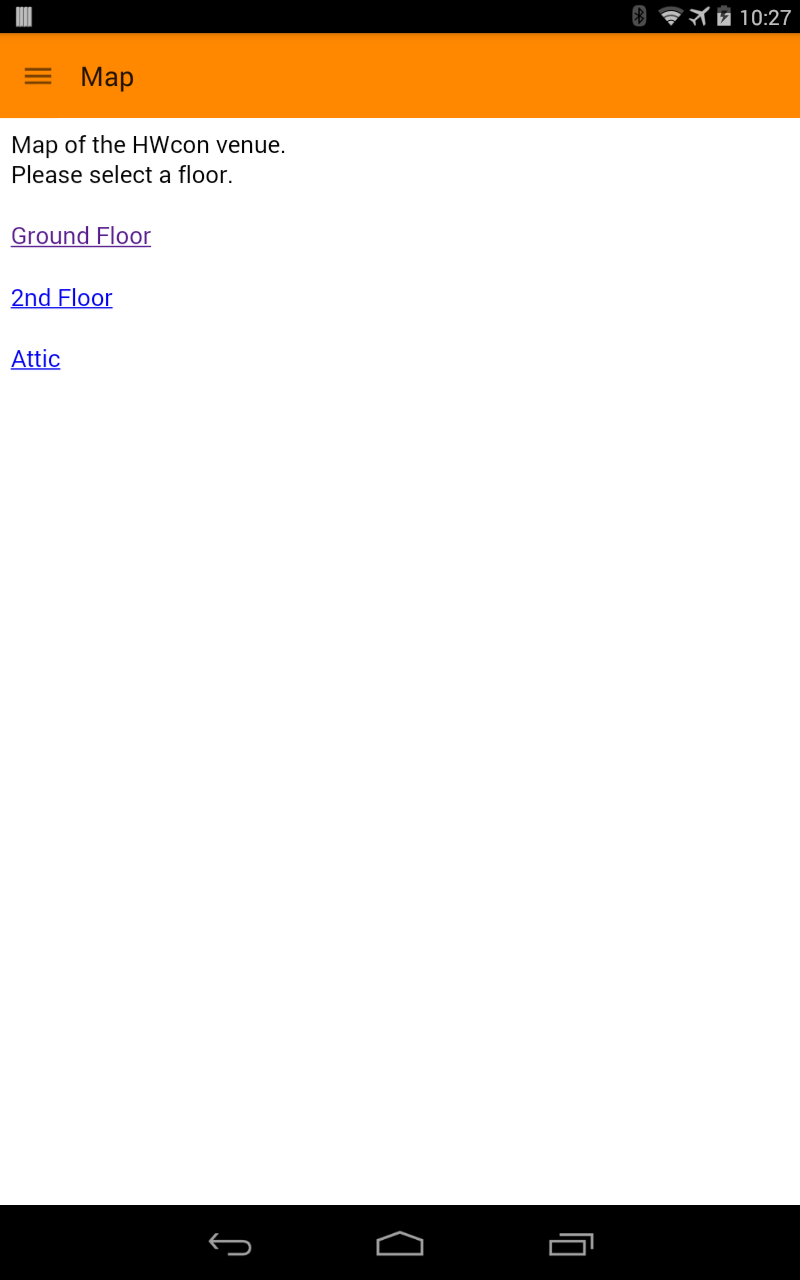 10:27
Map
Map of the HWcon venue.
Please select a floor.
Ground Floor
2nd Floor
Attic